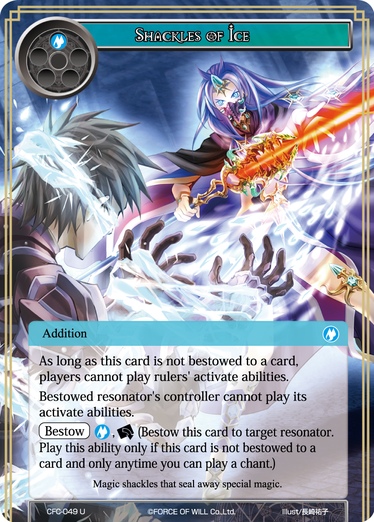 Shackles of Ice
Addition
As long as this card is not bestowed to a card,
players cannot play rulers' activate abilities.
Bestowed resonator's controller cannot play its
activate abilities.
Bestow , (Bestow this card to target resonator.
Play this ability only if this card is not bestowed to a
card and only anytime you can play a chant.)
Magic shackles that seal away special magic.
CFC-049 U ©FORCE OF WILL Co.,Ltd. Illust/長崎祐子